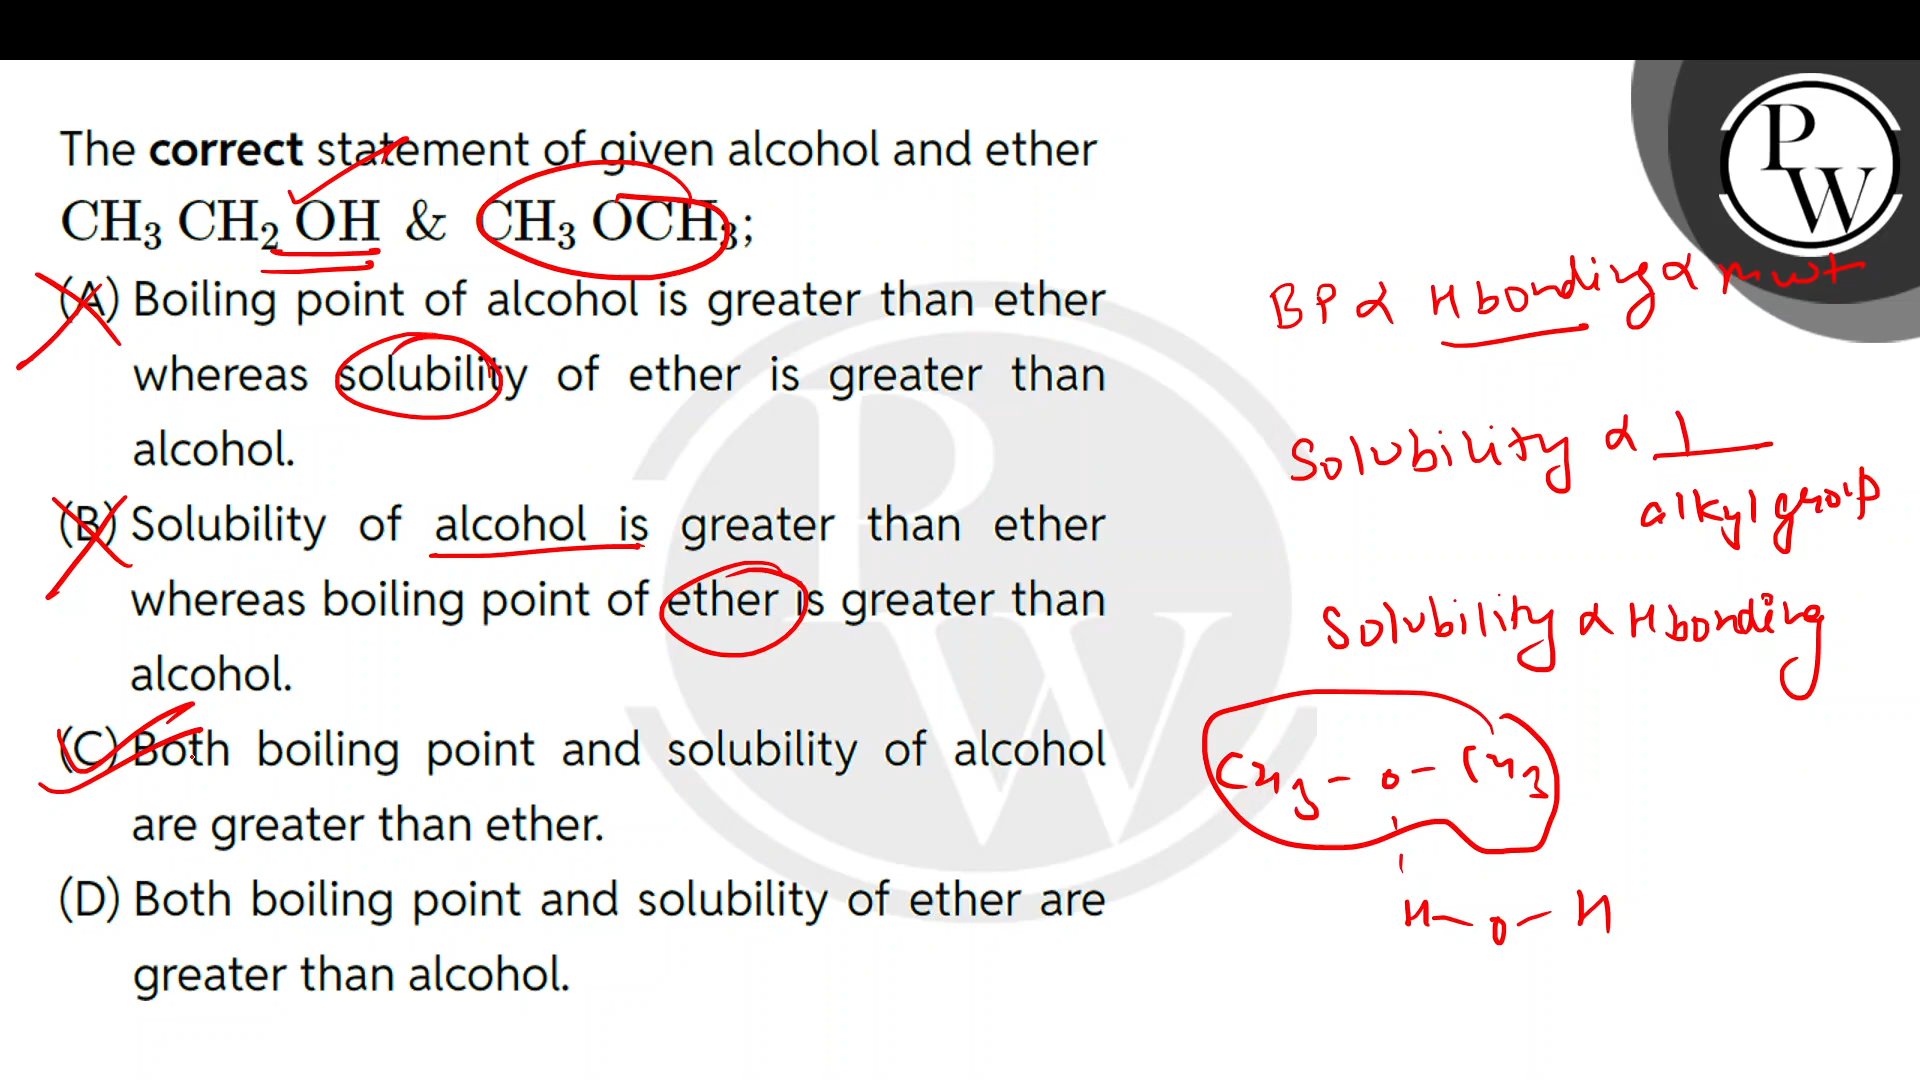 The correct statement of given alcohol and ether
CH₃ CH₂ OH & CH₃ OCH₃;
(A) Boiling point of alcohol is greater than ether
whereas solubility of ether is greater than
alcohol.
(B) Solubility of alcohol is greater than ether
whereas boiling point of ether is greater than
alcohol.
(C) Both boiling point and solubility of alcohol
are greater than ether.
(D) Both boiling point and solubility of ether are
greater than alcohol.
PW
BP α H bonding α mwt
Solubility α 1
alkyl group
Solubility α H bonding
CH₃ - O - CH₃
H - O - H
PW